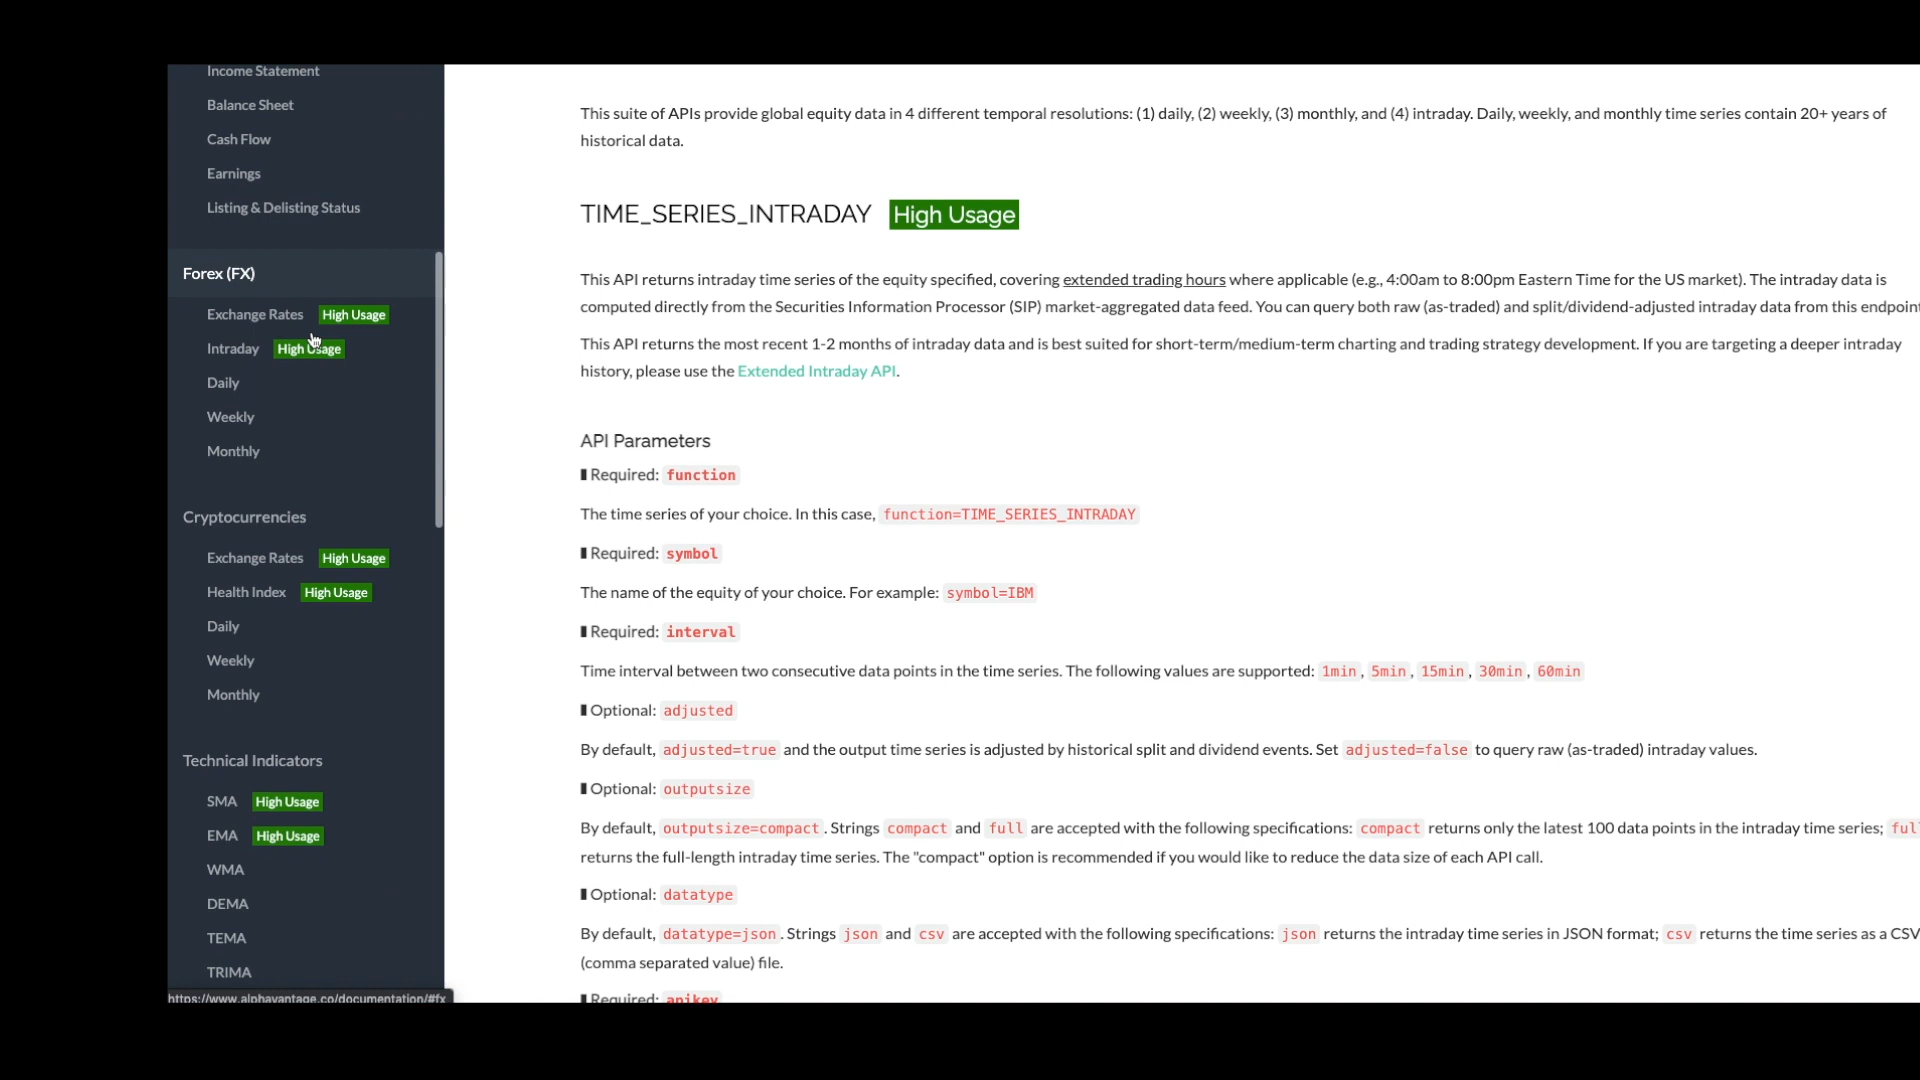 Income Statement
Balance Sheet
Cash Flow
Earnings
Listing & Delisting Status
Forex (FX)
Exchange Rates High Usage
Intraday High Usage
Daily
Weekly
Monthly
Cryptocurrencies
Exchange Rates High Usage
Health Index High Usage
Daily
Weekly
Monthly
Technical Indicators
SMA High Usage
EMA High Usage
WMA
DEMA
TEMA
TRIMA
https://www.alphavantage.co/documentation/#fx
This suite of APIs provide global equity data in 4 different temporal resolutions: (1) daily, (2) weekly, (3) monthly, and (4) intraday. Daily, weekly, and monthly time series contain 20+ years of
historical data.
TIME_SERIES_INTRADAY High Usage
This API returns intraday time series of the equity specified, covering extended trading hours where applicable (e.g., 4:00am to 8:00pm Eastern Time for the US market). The intraday data is
computed directly from the Securities Information Processor (SIP) market-aggregated data feed. You can query both raw (as-traded) and split/dividend-adjusted intraday data from this endpoint
This API returns the most recent 1-2 months of intraday data and is best suited for short-term/medium-term charting and trading strategy development. If you are targeting a deeper intraday
history, please use the Extended Intraday API.
API Parameters
Required: function
The time series of your choice. In this case, function=TIME_SERIES_INTRADAY
Required: symbol
The name of the equity of your choice. For example: symbol=IBM
Required: interval
Time interval between two consecutive data points in the time series. The following values are supported: 1min, 5min, 15min, 30min, 60min
Optional: adjusted
By default, adjusted=true and the output time series is adjusted by historical split and dividend events. Set adjusted=false to query raw (as-traded) intraday values.
Optional: outputsize
By default, outputsize=compact. Strings compact and full are accepted with the following specifications: compact returns only the latest 100 data points in the intraday time series; ful
returns the full-length intraday time series. The "compact" option is recommended if you would like to reduce the data size of each API call.
Optional: datatype
By default, datatype=json. Strings json and csv are accepted with the following specifications: json returns the intraday time series in JSON format; csv returns the time series as a CSV
(comma separated value) file.
Required: apikey